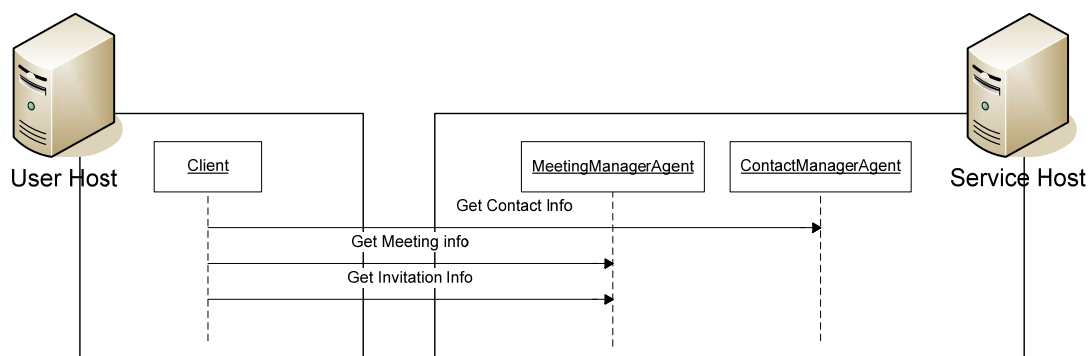 User Host
Client
MeetingManagerAgent
ContactManagerAgent
Service Host
Get Contact Info
Get Meeting info
Get Invitation Info